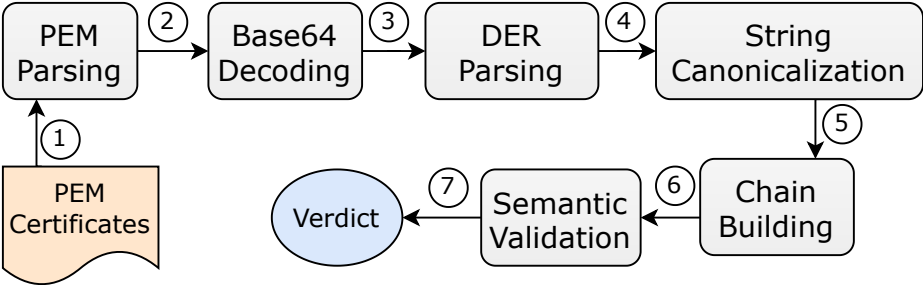 PEM
Parsing
2
Base64
Decoding
3
DER
Parsing
4
String
Canonicalization
1
5
PEM
Certificates
Verdict
7
Semantic
Validation
6
Chain
Building